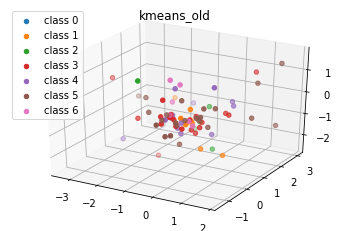 kmeans_old
class 0
class 1
class 2
class 3
class 4
class 5
class 6
1
0
−1
−2
−3
−2
−1
0
1
2
−1
0
1
2
3